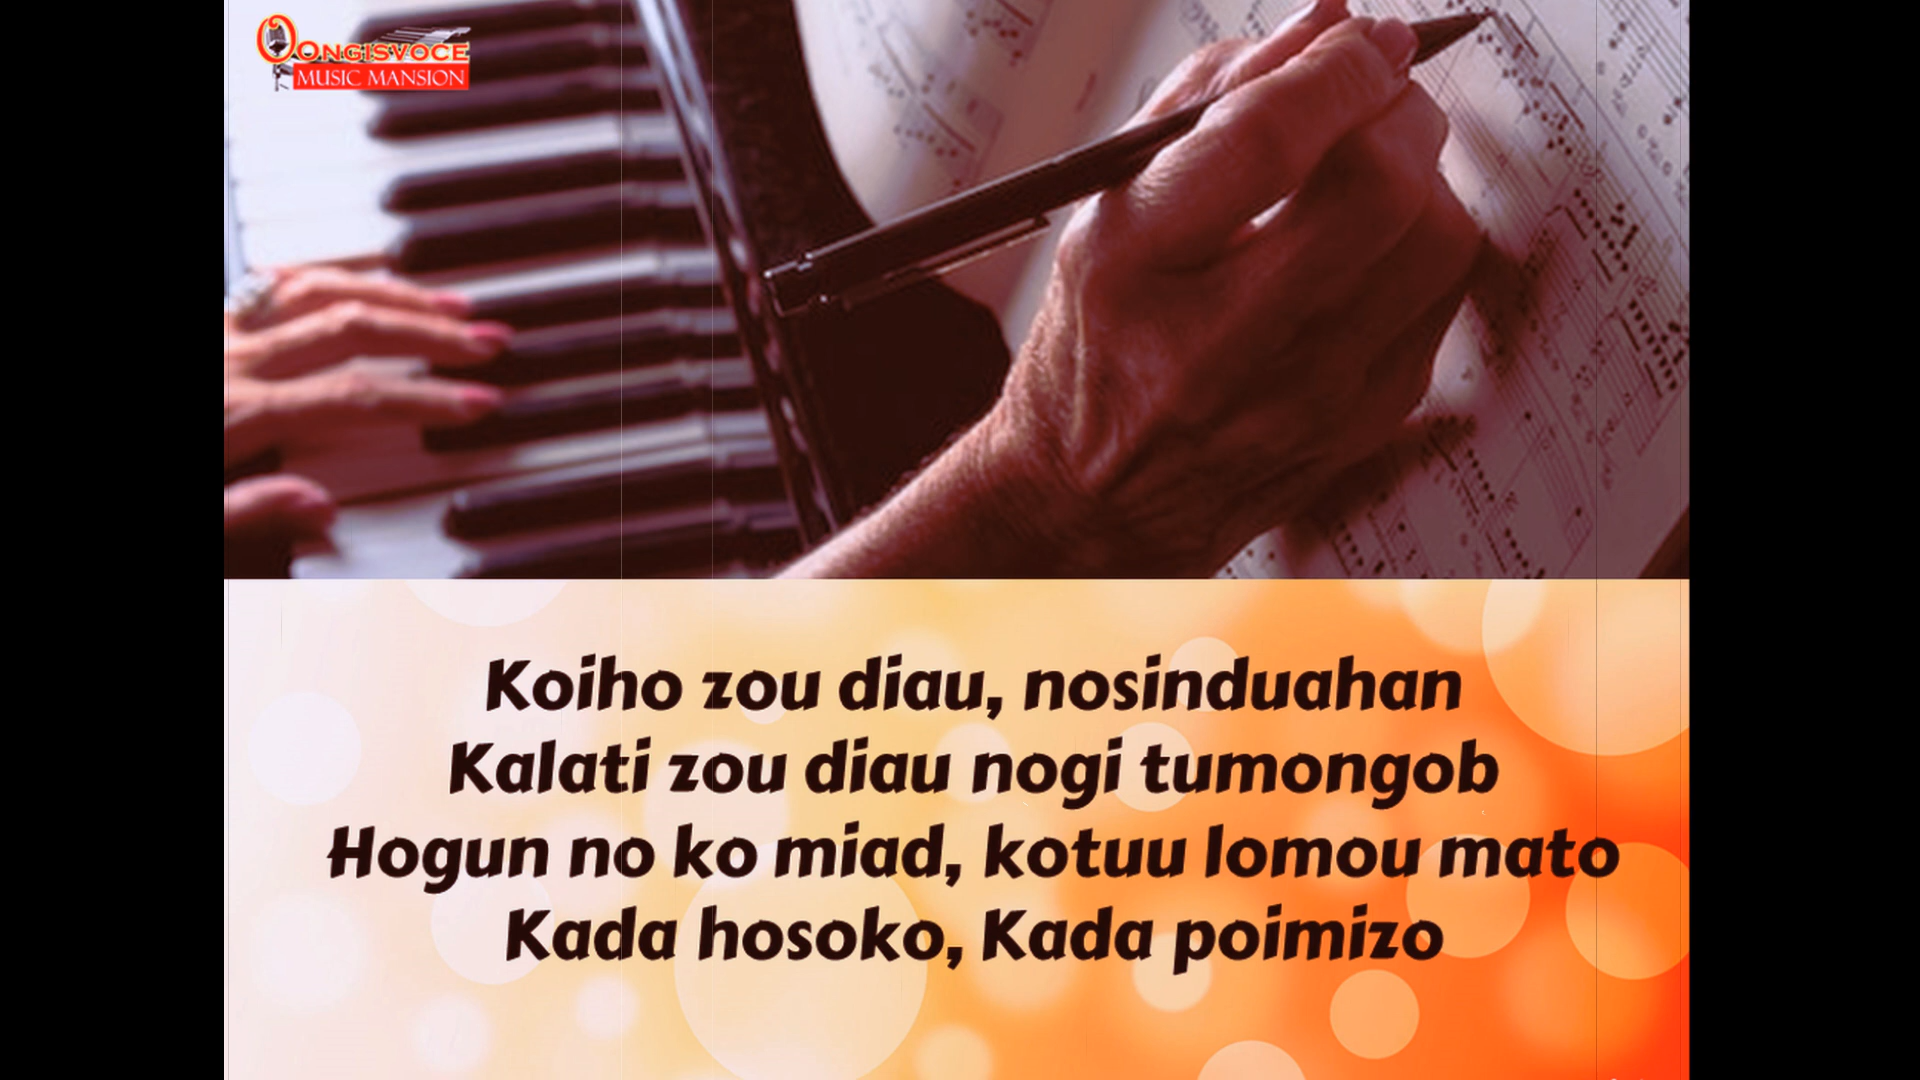 OONGISVOCE
MUSIC MANSION
Koiho zou diau, nosinduahan
Kalati zou diau nogi tumongob
Hogun no ko miad, kotuu lomou mato
Kada hosoko, Kada poimizo